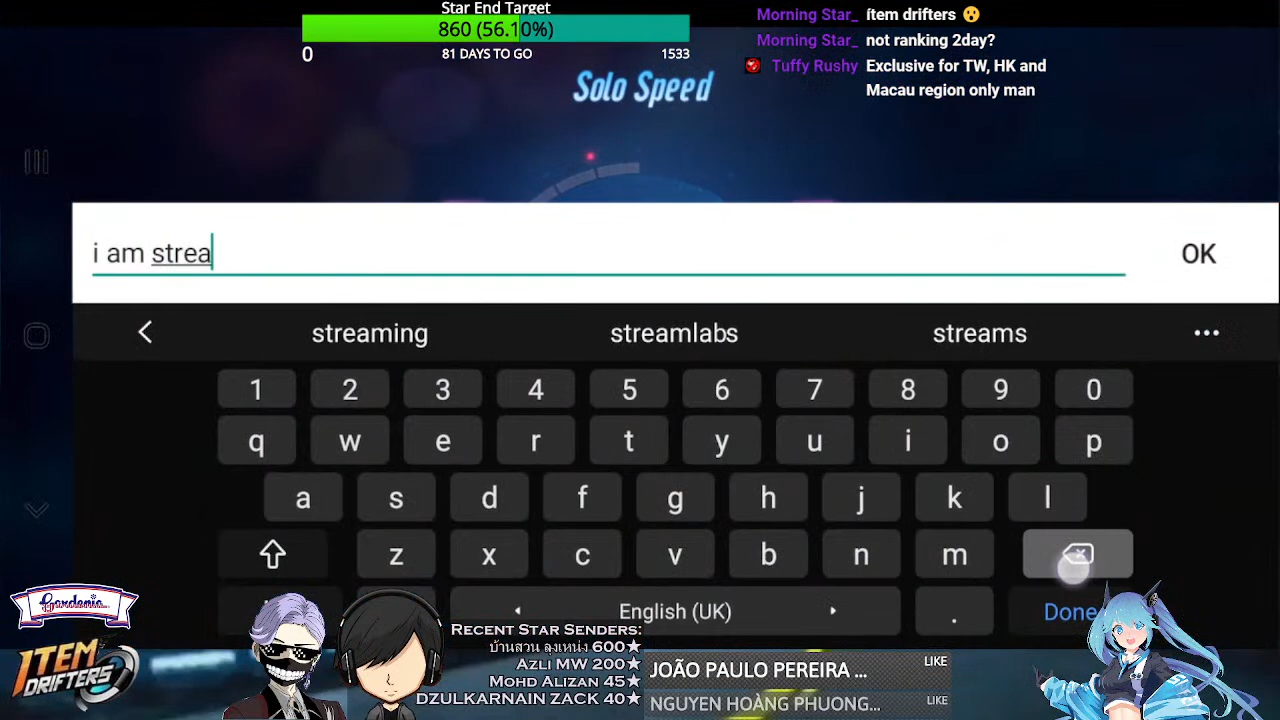 Star End Target
860 (56.10%)
0
81 DAYS TO GO
1533
Morning Star_ ítem drifters 😮
Morning Star_ not ranking 2day?
Tuffy Rushy Exclusive for TW, HK and
Macau region only man
Solo Speed
i am strea
OK
streaming streamlabs streams
1 2 3 4 5 6 7 8 9 0
q w e r t y u i o p
a s d f g h j k l
z x c v b n m
English (UK) . Done
Gardenia
ITEM
DRIFTERS
RECENT STAR SENDERS:
บ้านสวน ลุงเหน่ง 600★
AZLI MW 200★
MOHD ALIZAN 45★
DZULKARNAIN ZACK 40★
JOÃO PAULO PEREIRA ... LIKE
NGUYEN HOÀNG PHUONG... LIKE